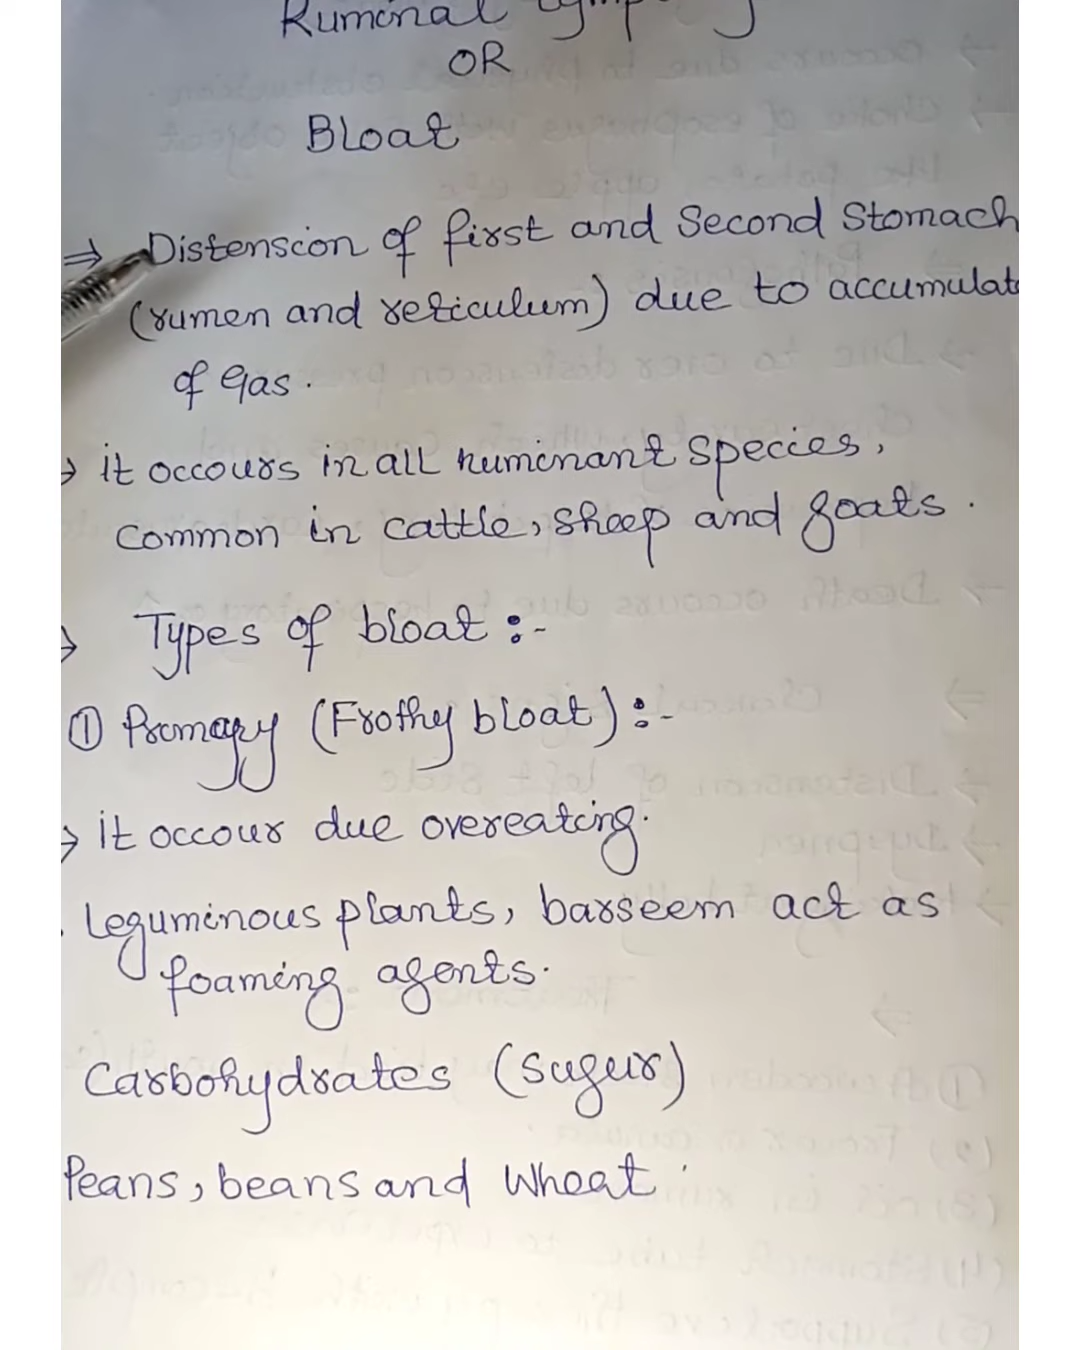 Ruminal
OR
Bloat
⇒ Distension of first and Second Stomach
(rumen and reticulum) due to accumulat
of gas.
→ it occours in all ruminant species,
common in cattle, sheep and goats.
→ Types of bloat :-
① Primary (Frothy bloat) :-
→ it occour due overeating.
Leguminous plants, barseem act as
foaming agents.
Carbohydrates (sugur)
Peans, beans and wheat.